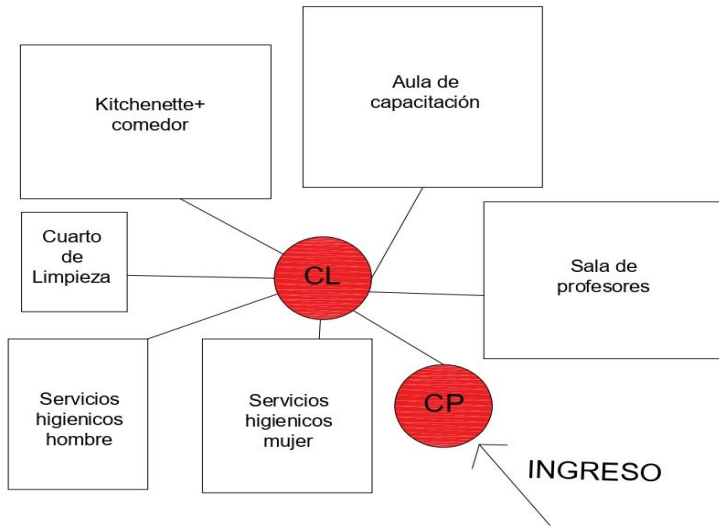 Kitchenette+
comedor
Aula de
capacitación
Cuarto
de
Limpieza
CL
Sala de
profesores
Servicios
higienicos
hombre
Servicios
higienicos
mujer
CP
INGRESO